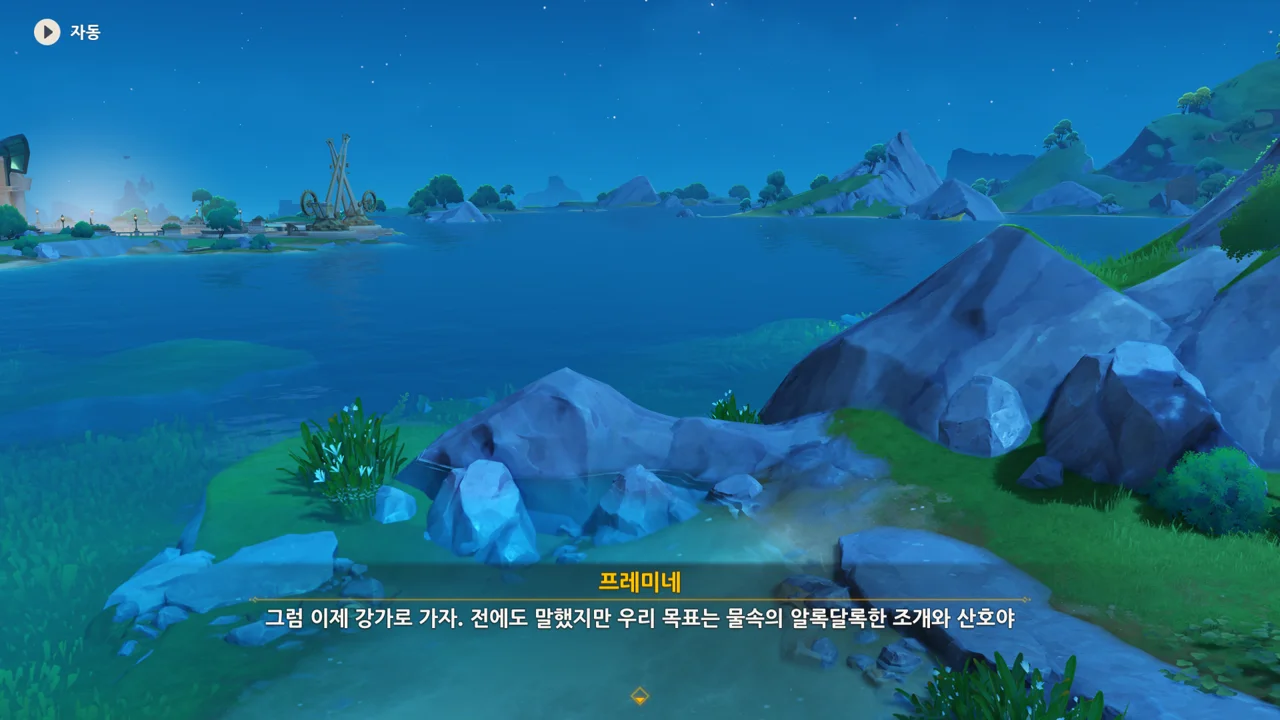 자동
프레미네
그럼 이제 강가로 가자. 전에도 말했지만 우리 목표는 물속의 알록달록한 조개와 산호야